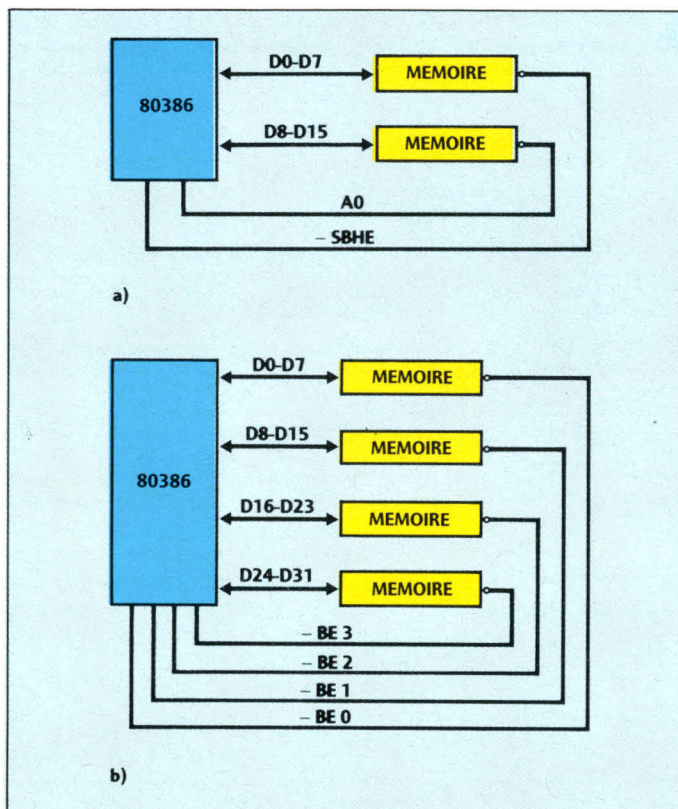 D0-D7
MEMOIRE
80386
D8-D15
MEMOIRE
A0
– SBHE
a)
D0-D7
MEMOIRE
D8-D15
MEMOIRE
80386
D16-D23
MEMOIRE
D24-D31
MEMOIRE
– BE 3
– BE 2
– BE 1
– BE 0
b)